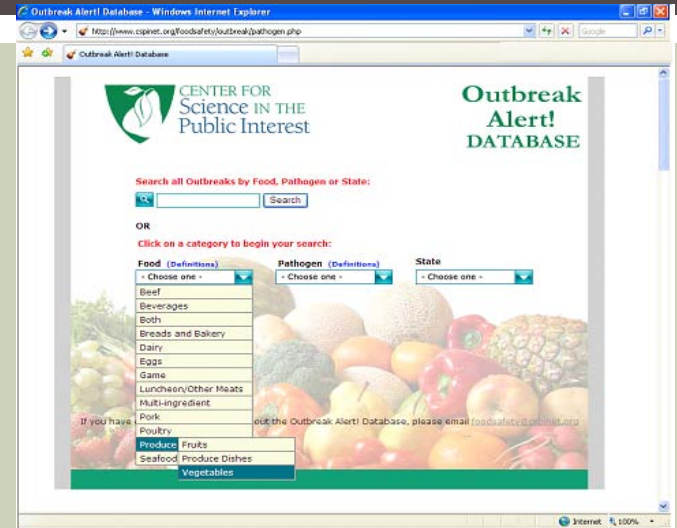 Outbreak Alert! Database - Windows Internet Explorer
http://www.cspinet.org/foodsafety/outbreak/pathogen.php
Google
Outbreak Alert! Database
CENTER FOR
Science IN THE
Public Interest
Outbreak
Alert!
DATABASE
Search all Outbreaks by Food, Pathogen or State:
Search
OR
Click on a category to begin your search:
Food (Definitions) Pathogen (Definitions) State
- Choose one - - Choose one - - Choose one -
Beef
Beverages
Both
Breads and Bakery
Dairy
Eggs
Game
Luncheon/Other Meats
Multi-ingredient
Pork
If you have out the Outbreak Alert! Database, please email foodsafety@cspinet.org
Poultry
Produce Fruits
Seafood Produce Dishes
Vegetables
Internet 100%